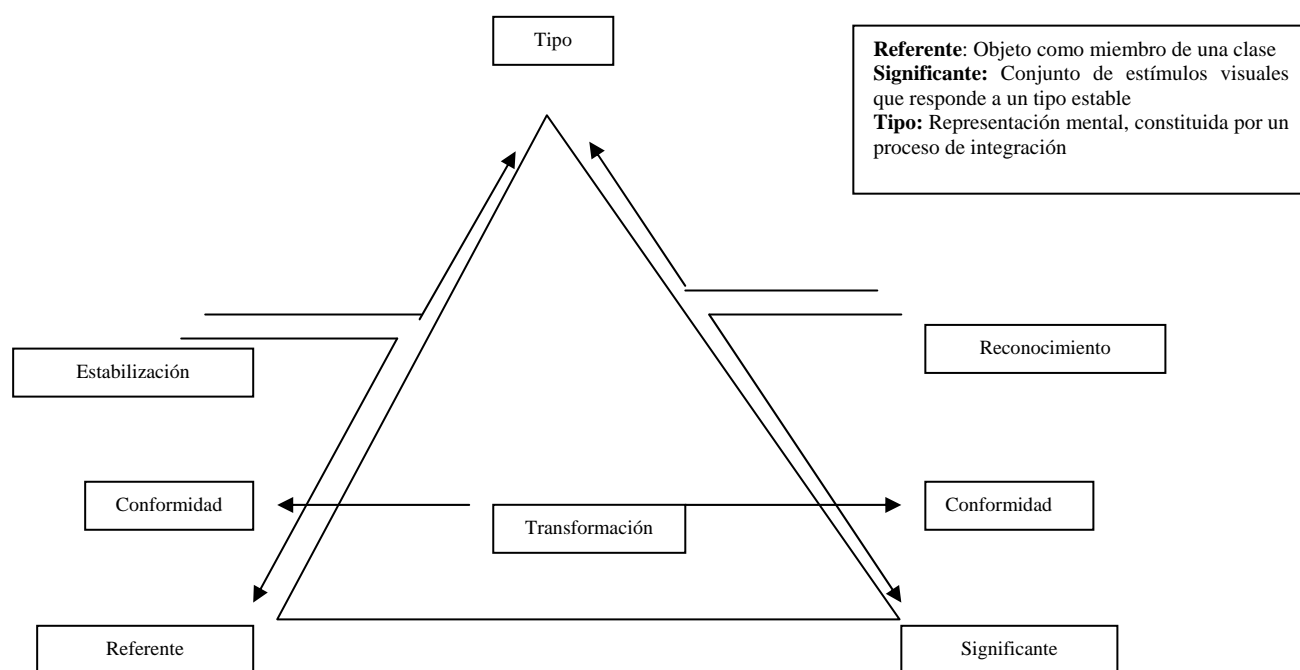 Tipo
Referente: Objeto como miembro de una clase
Significante: Conjunto de estímulos visuales
que responde a un tipo estable
Tipo: Representación mental, constituida por un
proceso de integración
Estabilización
Reconocimiento
Conformidad
Transformación
Conformidad
Referente
Significante